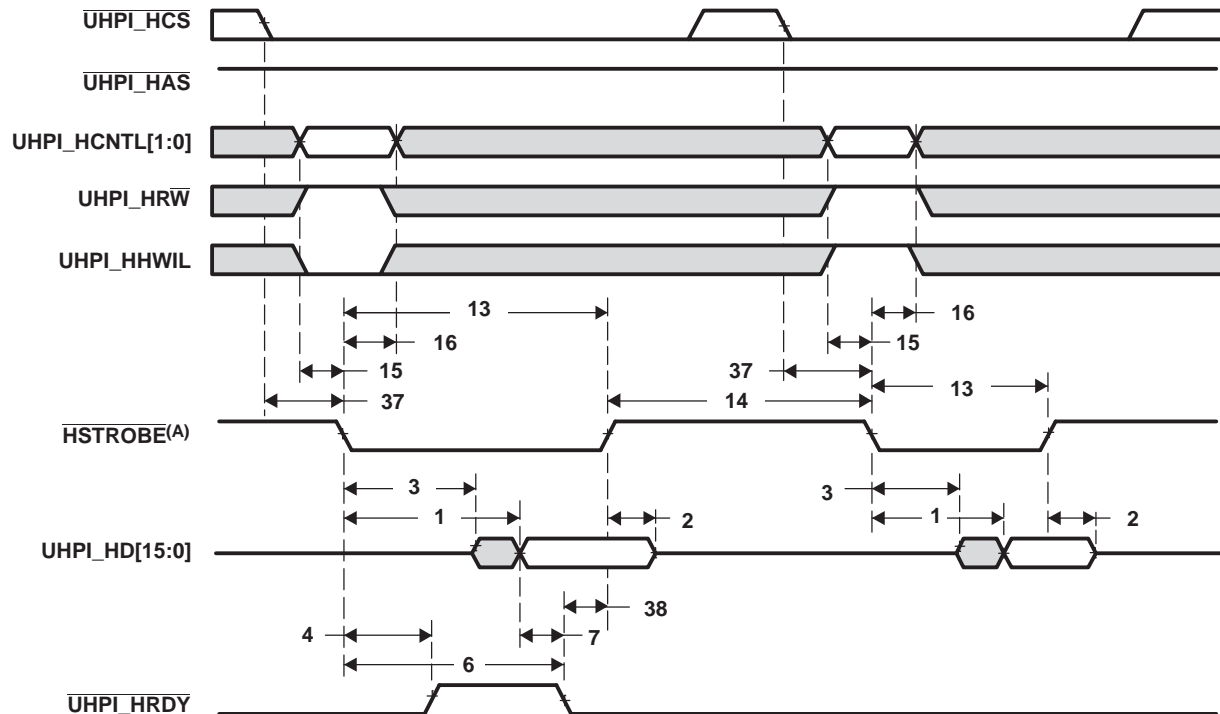 UHPI_HCS
UHPI_HAS
UHPI_HCNTL[1:0]
UHPI_HRW
UHPI_HHWIL
13
16
16
15
15
37
37
13
14
HSTROBE(A)
3
3
1
1
2
2
UHPI_HD[15:0]
38
4
7
6
UHPI_HRDY